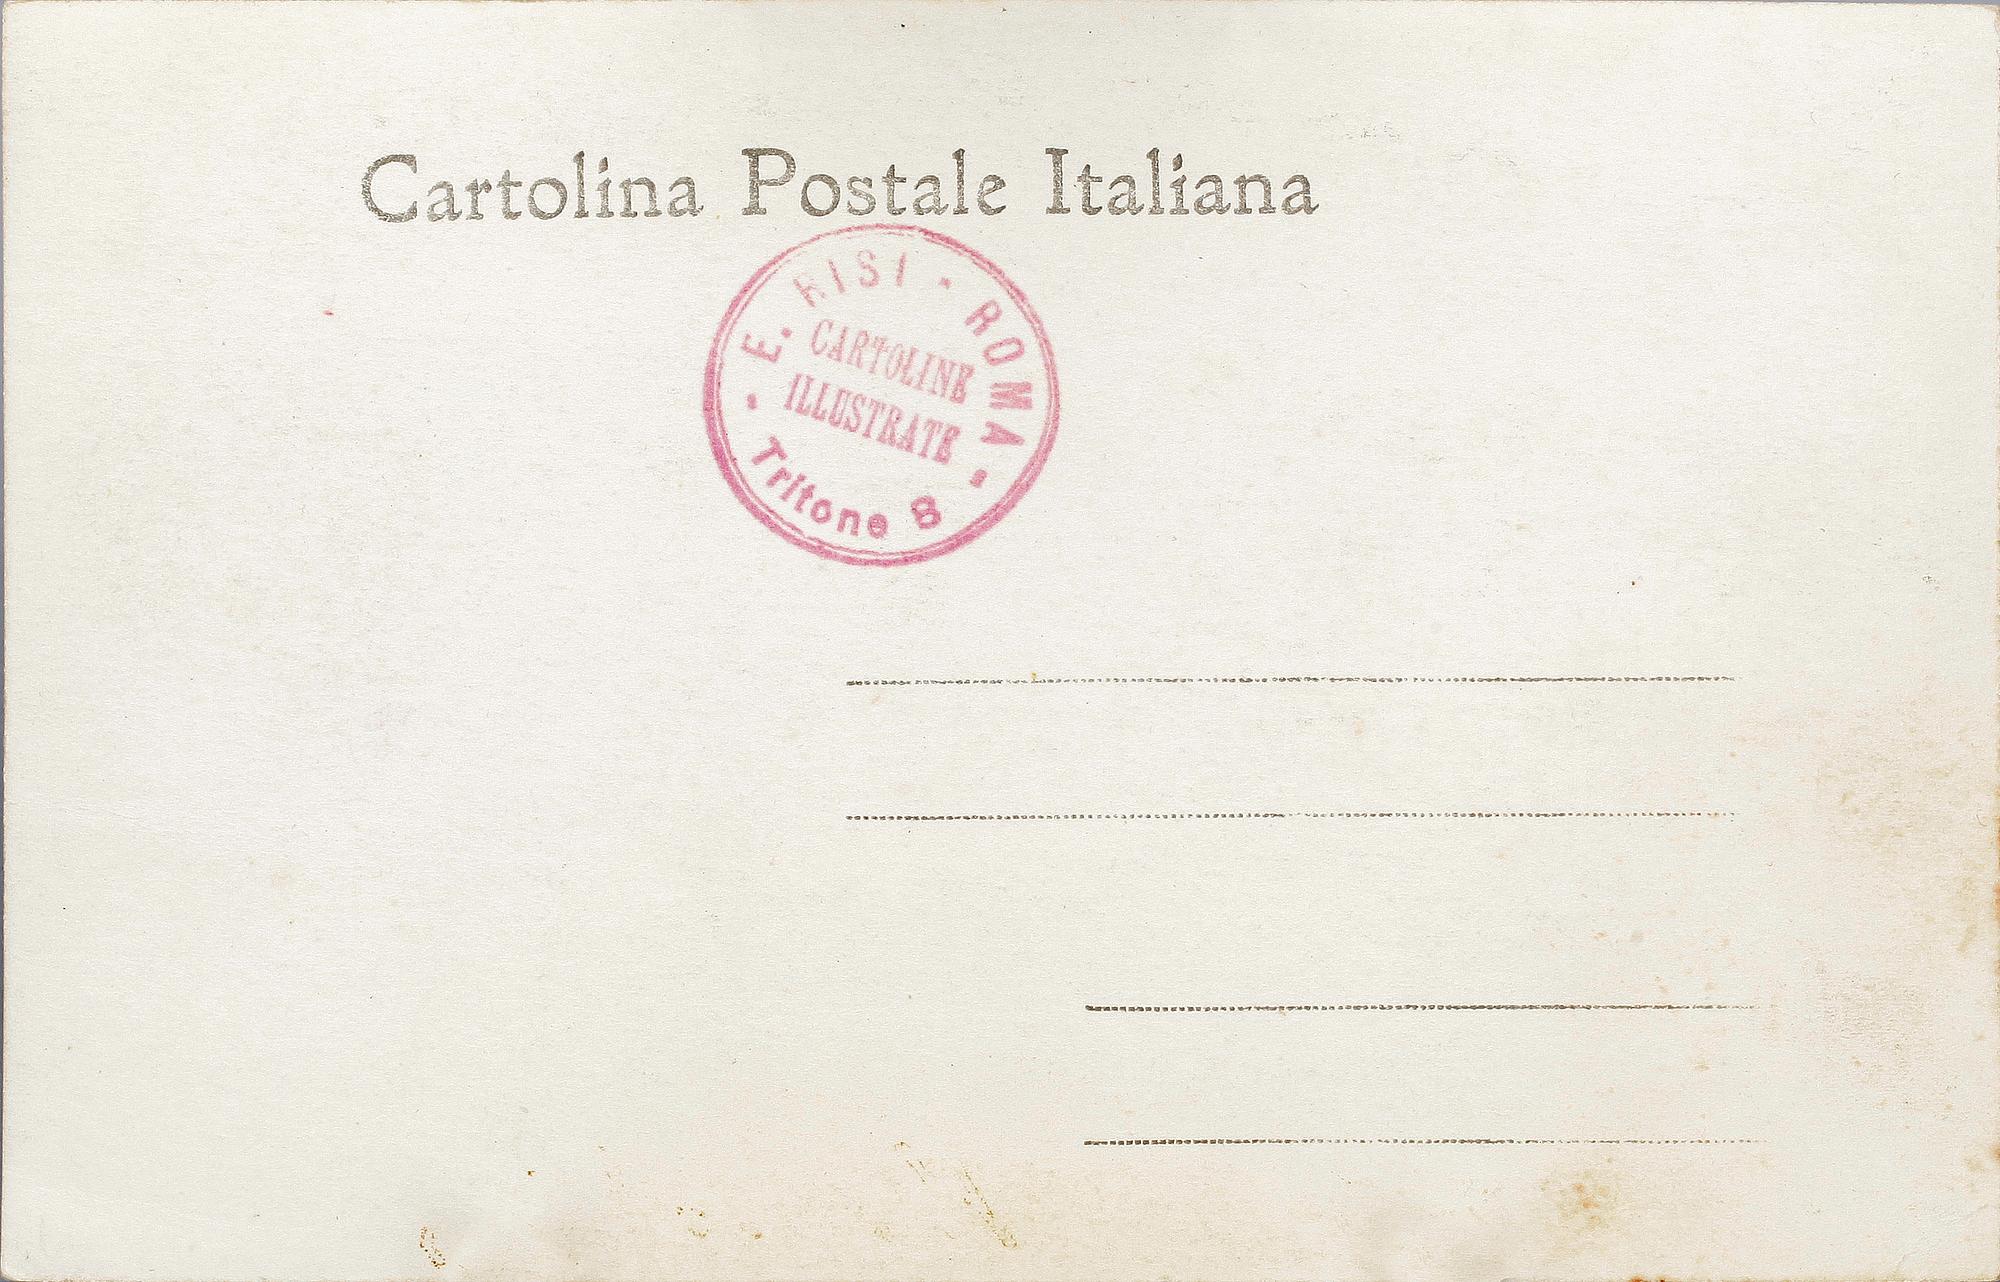 Cartolina Postale Italiana
E. RISI - ROMA
CARTOLINE
ILLUSTRATE
Tritone 8